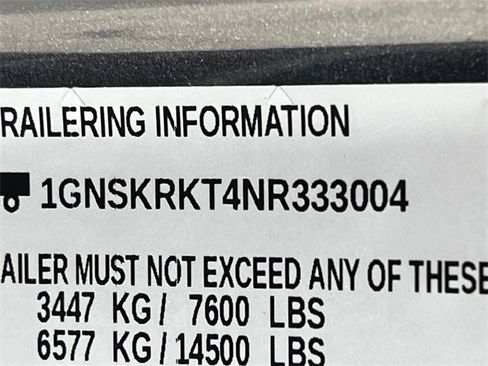 RAILERING INFORMATION
1GNSKRKT4NR333004
AILER MUST NOT EXCEED ANY OF THESE
3447 KG / 7600 LBS
6577 KG / 14500 LBS